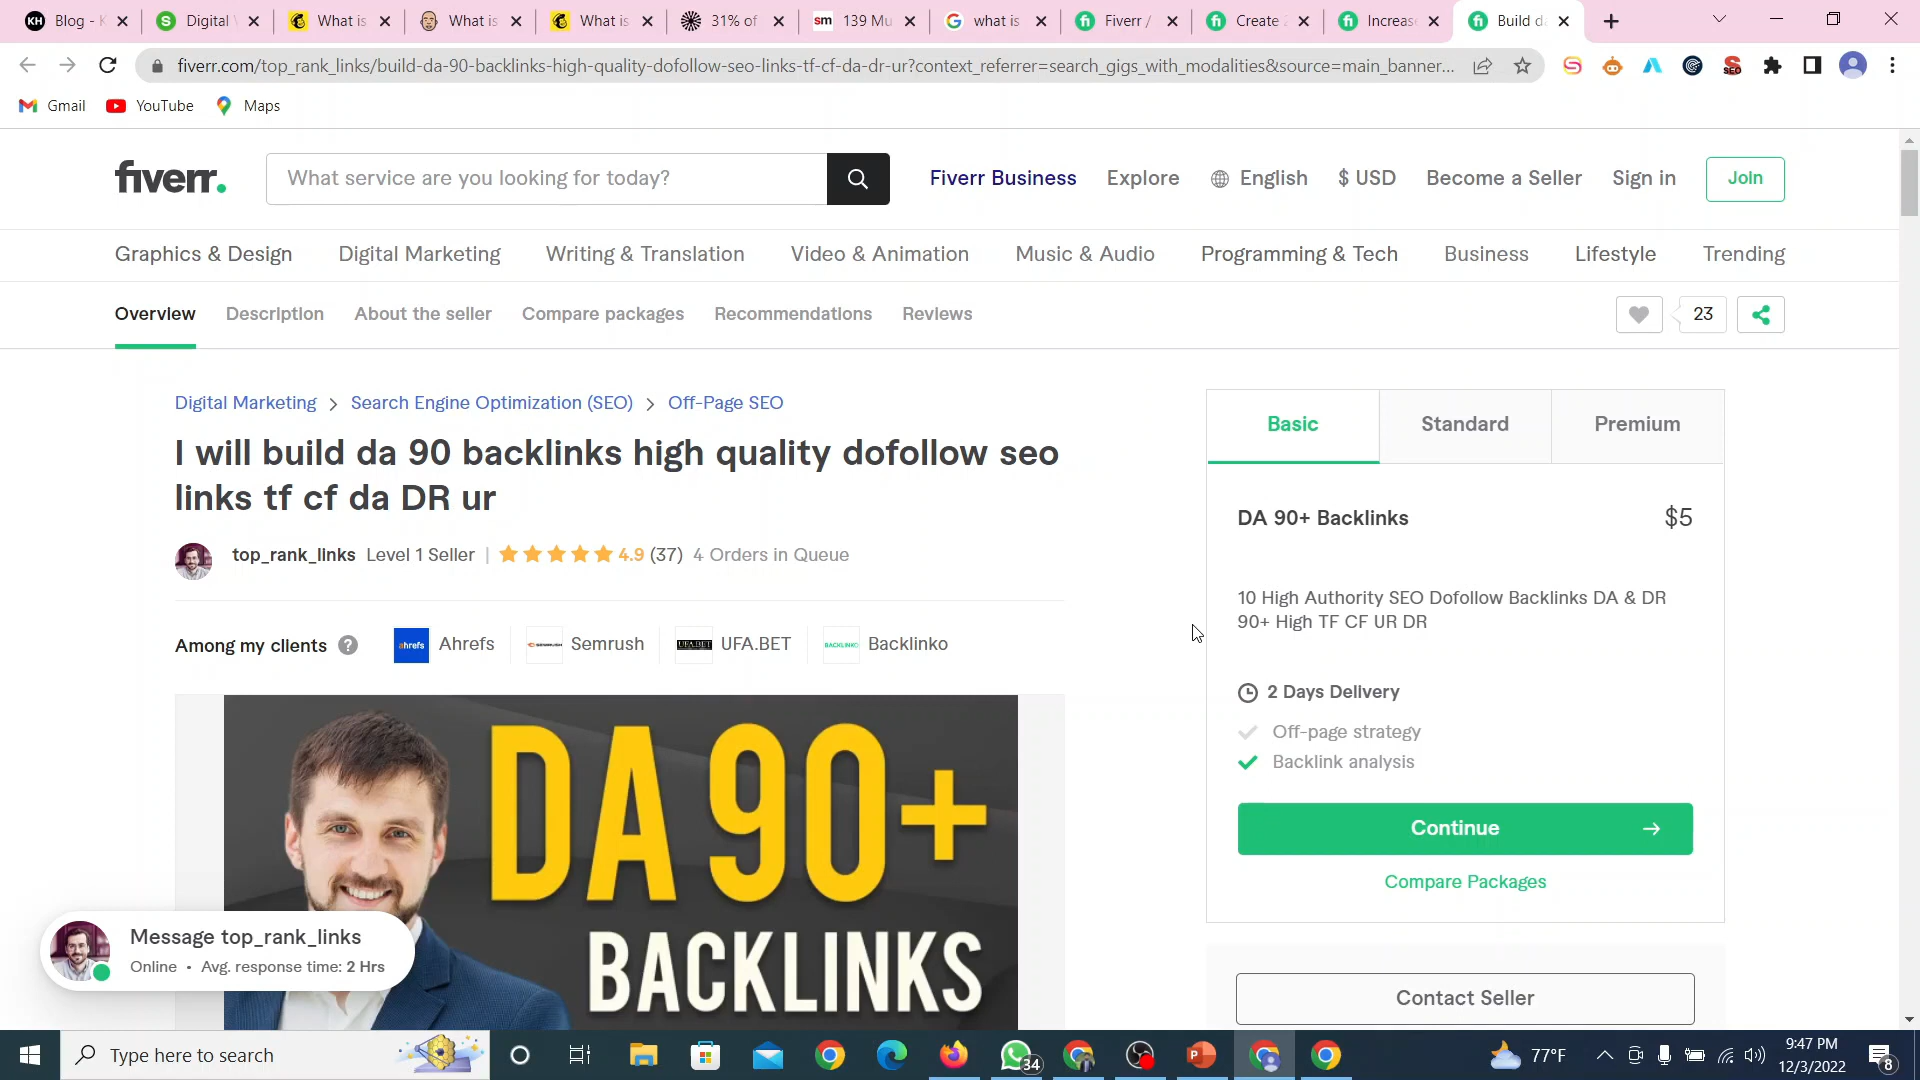 Blog - K
Digital
What is
What is
What is
31% of
139 Mu
what is
Fiverr /
Create
Increase
Build d
fiverr.com/top_rank_links/build-da-90-backlinks-high-quality-dofollow-seo-links-tf-cf-da-dr-ur?context_referrer=search_gigs_with_modalities&source=main_banner...
Gmail YouTube Maps
fiverr.
What service are you looking for today?
Fiverr Business Explore English $ USD Become a Seller Sign in Join
Graphics & Design Digital Marketing Writing & Translation Video & Animation Music & Audio Programming & Tech Business Lifestyle Trending
Overview Description About the seller Compare packages Recommendations Reviews 23
Digital Marketing > Search Engine Optimization (SEO) > Off-Page SEO
I will build da 90 backlinks high quality dofollow seo
links tf cf da DR ur
top_rank_links Level 1 Seller | 4.9 (37) 4 Orders in Queue
Among my clients ? ahrefs Ahrefs SEMRUSH Semrush UFA.BET UFA.BET BACKLINKO Backlinko
DA 90+
BACKLINKS
Message top_rank_links
Online • Avg. response time: 2 Hrs
Basic Standard Premium
DA 90+ Backlinks $5
10 High Authority SEO Dofollow Backlinks DA & DR
90+ High TF CF UR DR
2 Days Delivery
Off-page strategy
Backlink analysis
Continue →
Compare Packages
Contact Seller
Type here to search
34
77°F
9:47 PM
12/3/2022
8